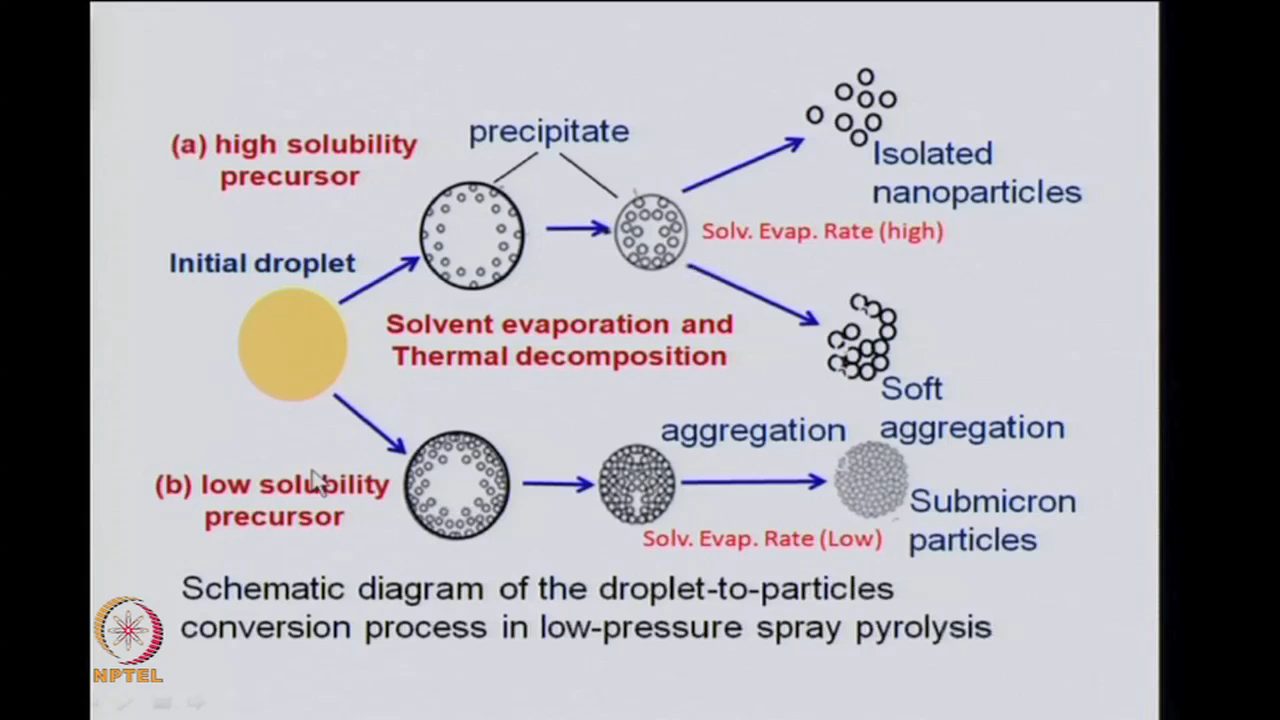 precipitate
(a) high solubility
precursor
Isolated
nanoparticles
Solv. Evap. Rate (high)
Initial droplet
Solvent evaporation and
Thermal decomposition
Soft
aggregation
aggregation
(b) low solubility
precursor
Submicron
particles
Solv. Evap. Rate (Low)
Schematic diagram of the droplet-to-particles
conversion process in low-pressure spray pyrolysis
NPTEL